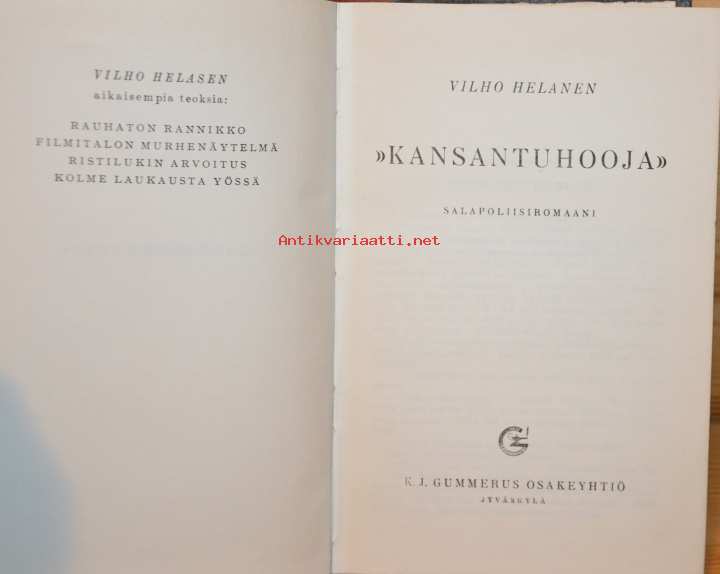 VILHO HELASEN
aikaisempia teoksia:
RAUHATON RANNIKKO
FILMITALON MURHENÄYTELMÄ
RISTILUKIN ARVOITUS
KOLME LAUKAUSTA YÖSSÄ
VILHO HELANEN
»KANSANTUHOOJA»
SALAPOLIISIROMAANI
Antikvariaatti.net
K. J. GUMMERUS OSAKEYHTIÖ
JYVÄSKYLÄ